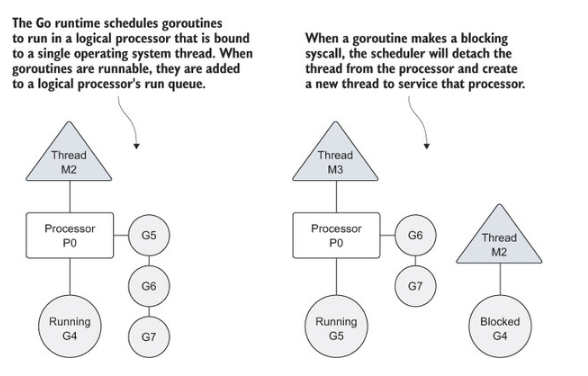 The Go runtime schedules goroutines
to run in a logical processor that is bound
to a single operating system thread. When
goroutines are runnable, they are added
to a logical processor's run queue.
When a goroutine makes a blocking
syscall, the scheduler will detach the
thread from the processor and create
a new thread to service that processor.
Thread
M2
Processor
P0
G5
G6
G7
Running
G4
Thread
M3
Processor
P0
G6
G7
Running
G5
Thread
M2
Blocked
G4